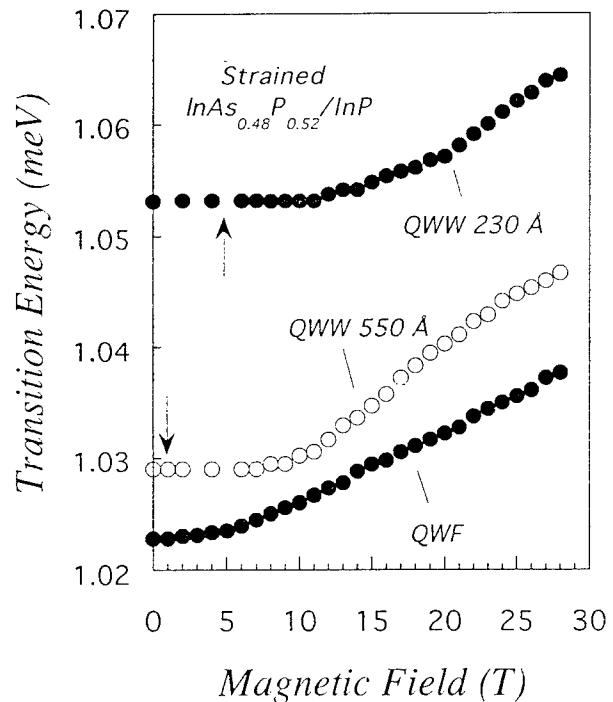 1.07
Strained
InAs0.48P0.52/InP
1.06
QWW 230 Å
1.05
Transition Energy (meV)
QWW 550 Å
1.04
1.03
QWF
1.02
0 5 10 15 20 25 30
Magnetic Field (T)